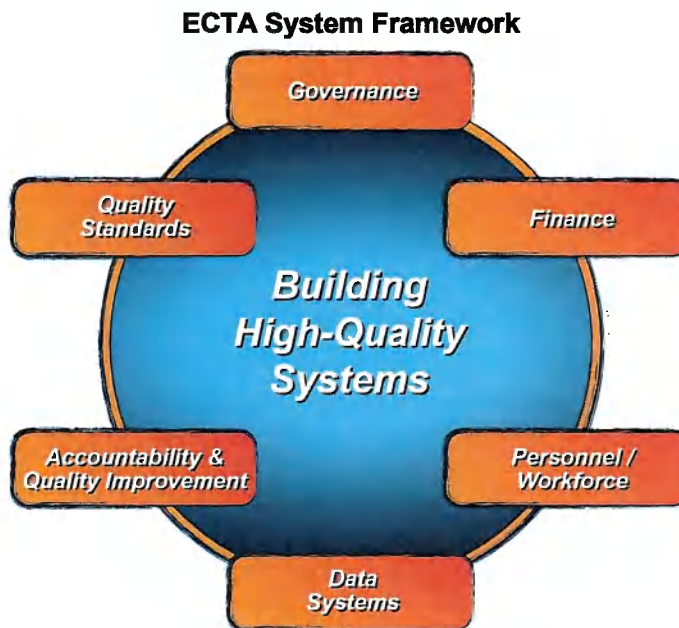 ECTA System Framework
Governance
Quality
Standards
Finance
Building
High-Quality
Systems
Accountability &
Quality Improvement
Personnel /
Workforce
Data
Systems